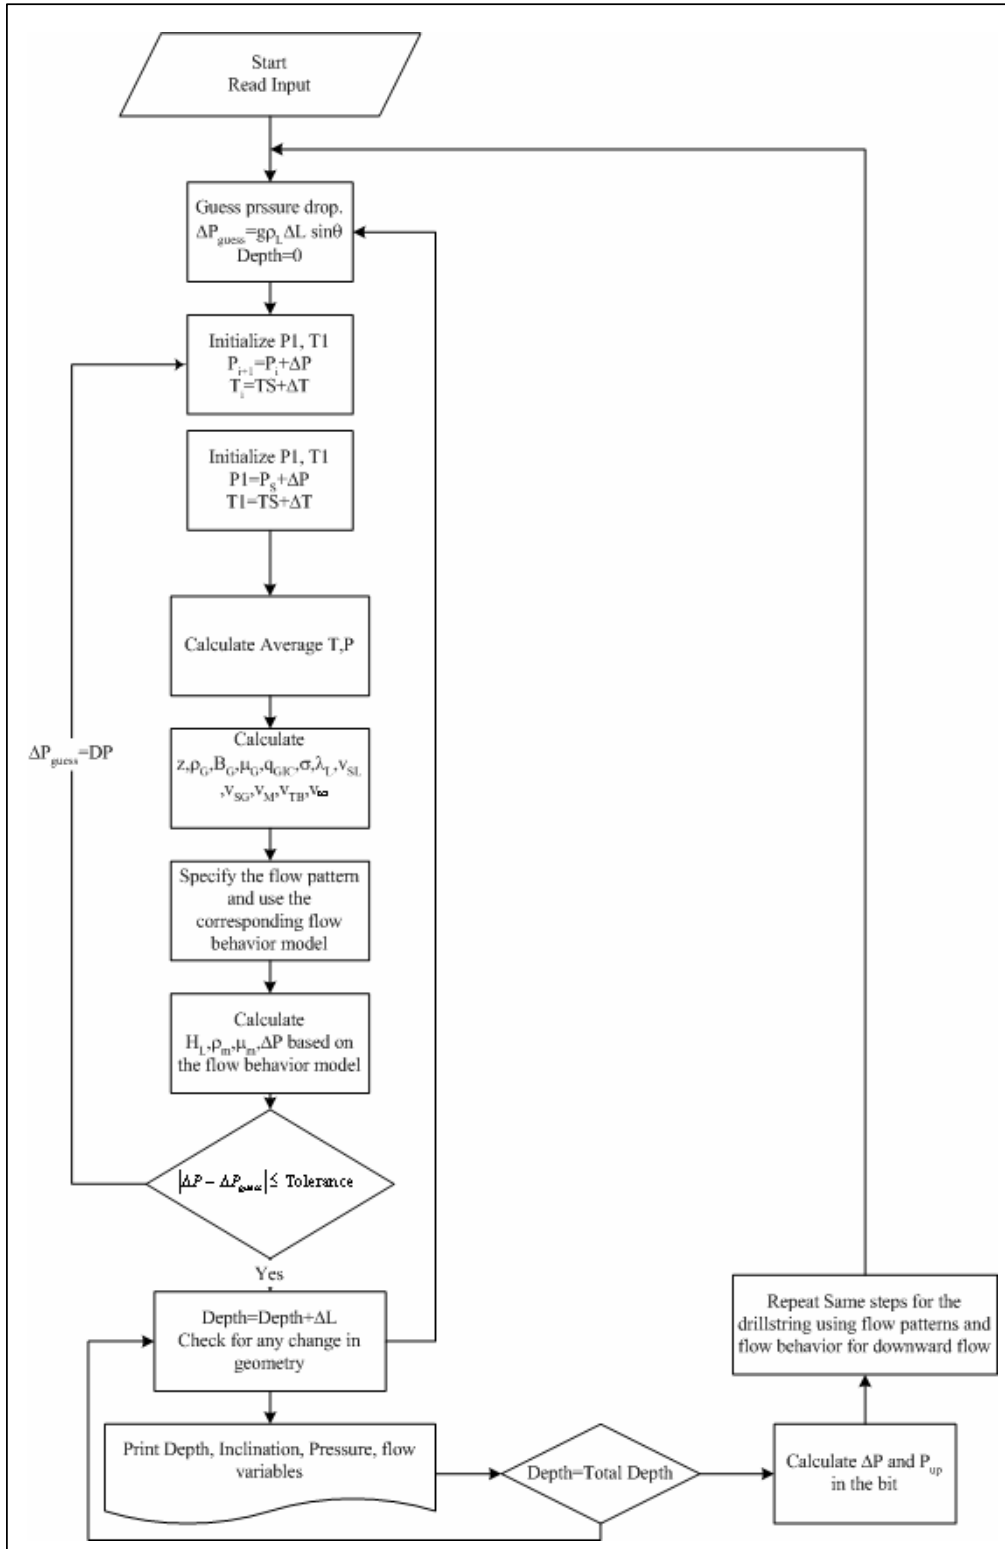 Start
Read Input
Guess prssure drop.
ΔP_guess=gρ_LΔL sinθ
Depth=0
Initialize P1, T1
P_i+1=P_i+ΔP
T_i=TS+ΔT
Initialize P1, T1
P1=P_S+ΔP
T1=TS+ΔT
Calculate Average T,P
ΔP_guess=DP
Calculate
z,ρ_G,B_G,μ_G,q_GIC,σ,λ_L,v_SL
,v_SG,v_M,v_TB,v_∞
Specify the flow pattern
and use the
corresponding flow
behavior model
Calculate
H_L,ρ_m,μ_m,ΔP based on
the flow behavior model
|ΔP − ΔP_guess| ≤ Tolerance
Yes
Depth=Depth+ΔL
Check for any change in
geometry
Print Depth, Inclination, Pressure, flow
variables
Depth=Total Depth
Calculate ΔP and P_up
in the bit
Repeat Same steps for the
drillstring using flow patterns and
flow behavior for downward flow